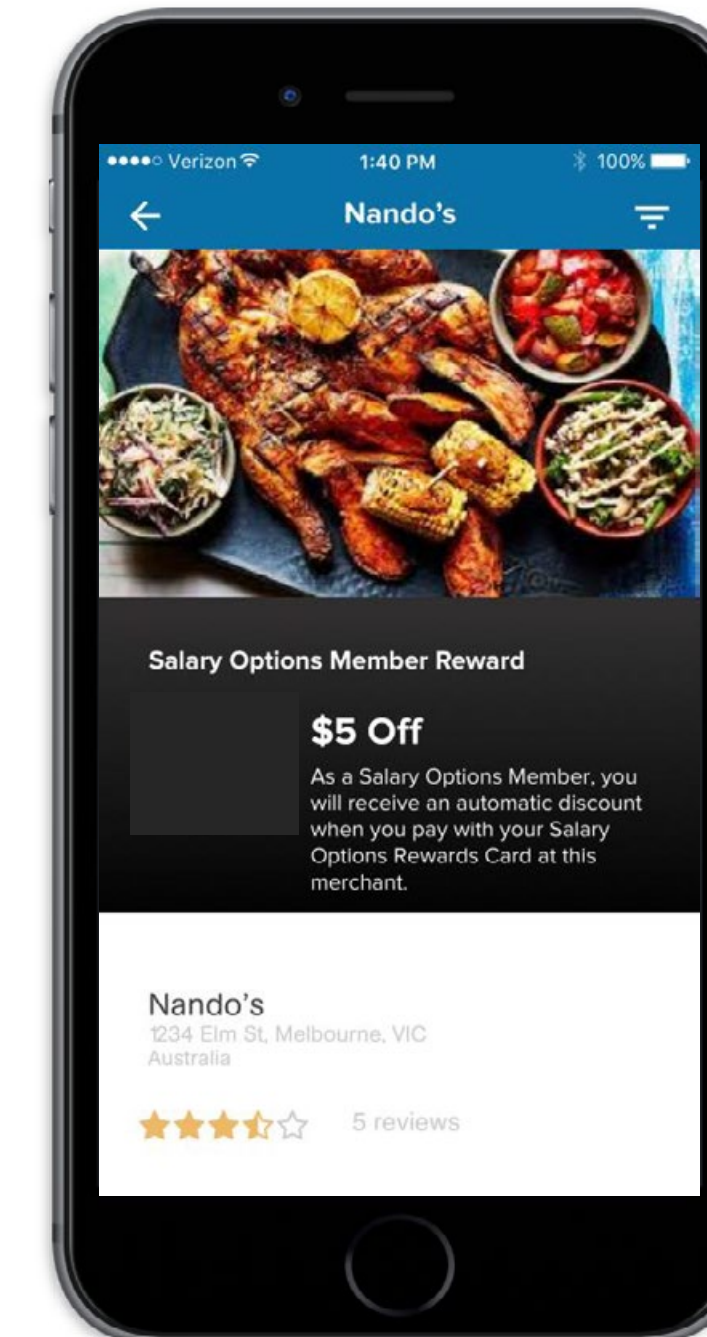 Verizon 1:40 PM 100%
Nando's
Salary Options Member Reward
$5 Off
As a Salary Options Member, you
will receive an automatic discount
when you pay with your Salary
Options Rewards Card at this
merchant.
Nando's
1234 Elm St, Melbourne, VIC
Australia
5 reviews